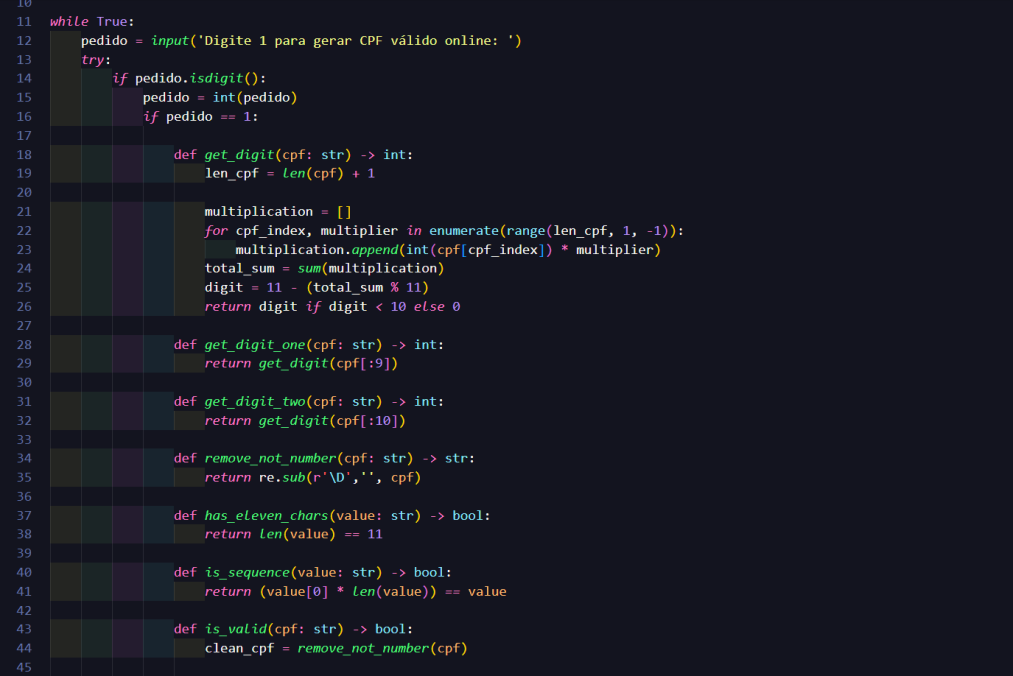 10
11 while True:
12     pedido = input('Digite 1 para gerar CPF válido online: ')
13     try:
14         if pedido.isdigit():
15             pedido = int(pedido)
16             if pedido == 1:
17
18                 def get_digit(cpf: str) -> int:
19                     len_cpf = len(cpf) + 1
20
21                     multiplication = []
22                     for cpf_index, multiplier in enumerate(range(len_cpf, 1, -1)):
23                         multiplication.append(int(cpf[cpf_index]) * multiplier)
24                     total_sum = sum(multiplication)
25                     digit = 11 - (total_sum % 11)
26                     return digit if digit < 10 else 0
27
28                 def get_digit_one(cpf: str) -> int:
29                     return get_digit(cpf[:9])
30
31                 def get_digit_two(cpf: str) -> int:
32                     return get_digit(cpf[:10])
33
34                 def remove_not_number(cpf: str) -> str:
35                     return re.sub(r'\D','', cpf)
36
37                 def has_eleven_chars(value: str) -> bool:
38                     return len(value) == 11
39
40                 def is_sequence(value: str) -> bool:
41                     return (value[0] * len(value)) == value
42
43                 def is_valid(cpf: str) -> bool:
44                     clean_cpf = remove_not_number(cpf)
45